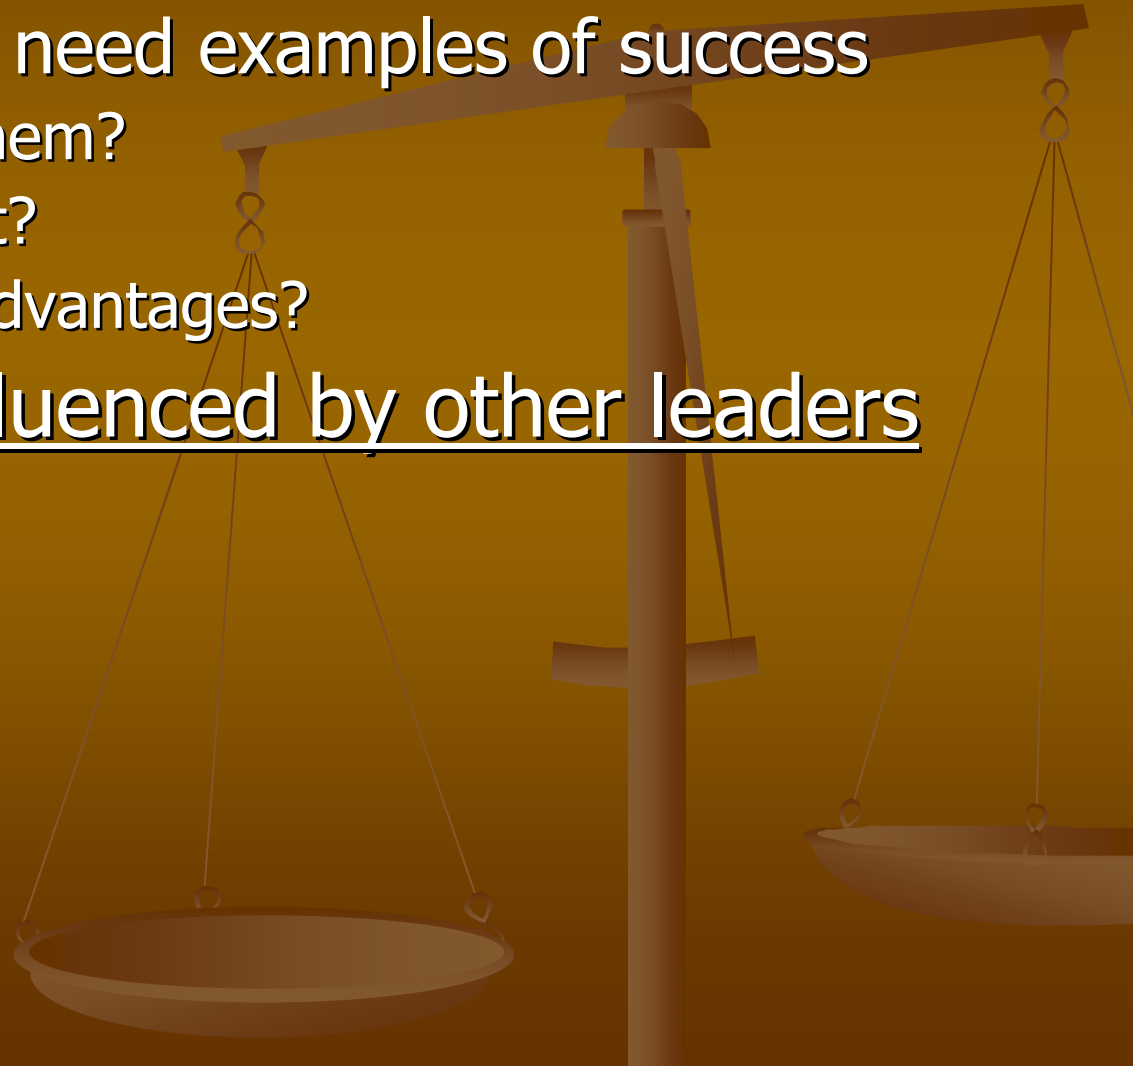 need examples of success
hem?
t?
dvantages?
luenced by other leaders